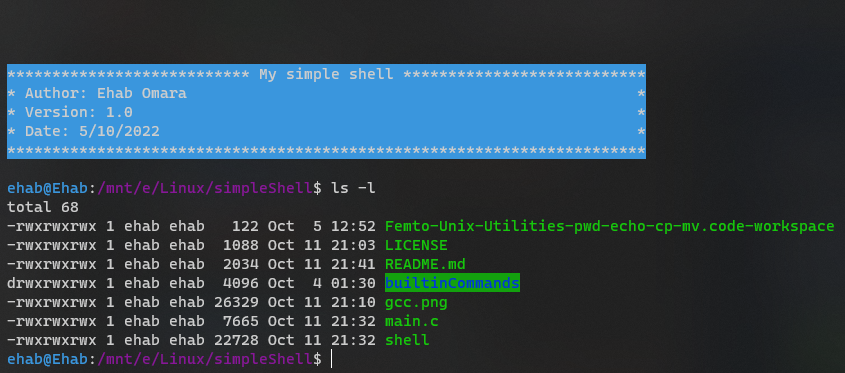 *************************** My simple shell ***************************
* Author: Ehab Omara                                                  *
* Version: 1.0                                                        *
* Date: 5/10/2022                                                     *
***********************************************************************
ehab@Ehab:/mnt/e/Linux/simpleShell$ ls -l
total 68
-rwxrwxrwx 1 ehab ehab   122 Oct  5 12:52 Femto-Unix-Utilities-pwd-echo-cp-mv.code-workspace
-rwxrwxrwx 1 ehab ehab  1088 Oct 11 21:03 LICENSE
-rwxrwxrwx 1 ehab ehab  2034 Oct 11 21:41 README.md
drwxrwxrwx 1 ehab ehab  4096 Oct  4 01:30 builtinCommands
-rwxrwxrwx 1 ehab ehab 26329 Oct 11 21:10 gcc.png
-rwxrwxrwx 1 ehab ehab  7665 Oct 11 21:32 main.c
-rwxrwxrwx 1 ehab ehab 22728 Oct 11 21:32 shell
ehab@Ehab:/mnt/e/Linux/simpleShell$